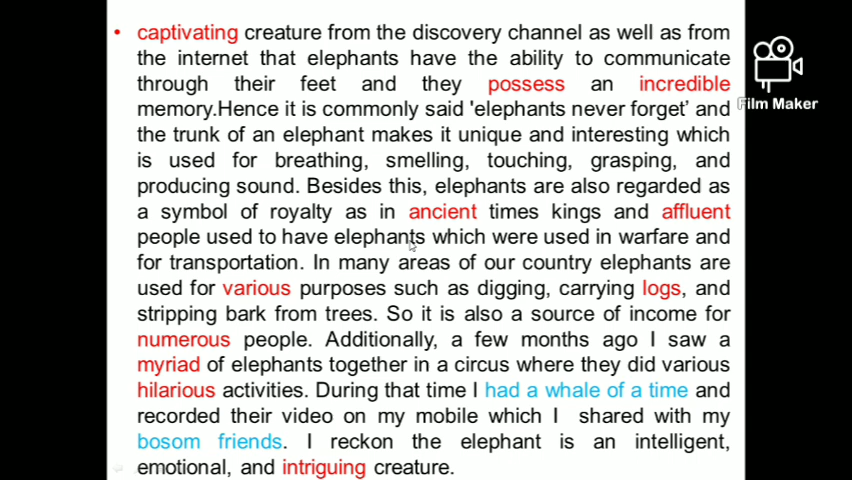 • captivating creature from the discovery channel as well as from
the internet that elephants have the ability to communicate
through their feet and they possess an incredible
memory.Hence it is commonly said 'elephants never forget’ and
the trunk of an elephant makes it unique and interesting which
is used for breathing, smelling, touching, grasping, and
producing sound. Besides this, elephants are also regarded as
a symbol of royalty as in ancient times kings and affluent
people used to have elephants which were used in warfare and
for transportation. In many areas of our country elephants are
used for various purposes such as digging, carrying logs, and
stripping bark from trees. So it is also a source of income for
numerous people. Additionally, a few months ago I saw a
myriad of elephants together in a circus where they did various
hilarious activities. During that time I had a whale of a time and
recorded their video on my mobile which I shared with my
bosom friends. I reckon the elephant is an intelligent,
emotional, and intriguing creature.
Film Maker